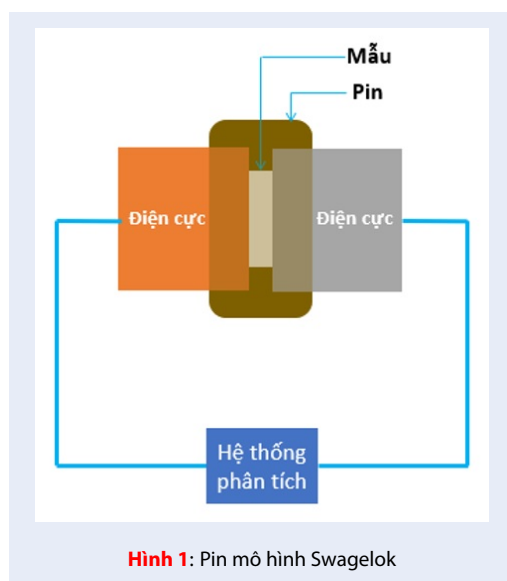 Mẫu
Pin
Điện cực
Điện cực
Hệ thống
phân tích
Hình 1: Pin mô hình Swagelok